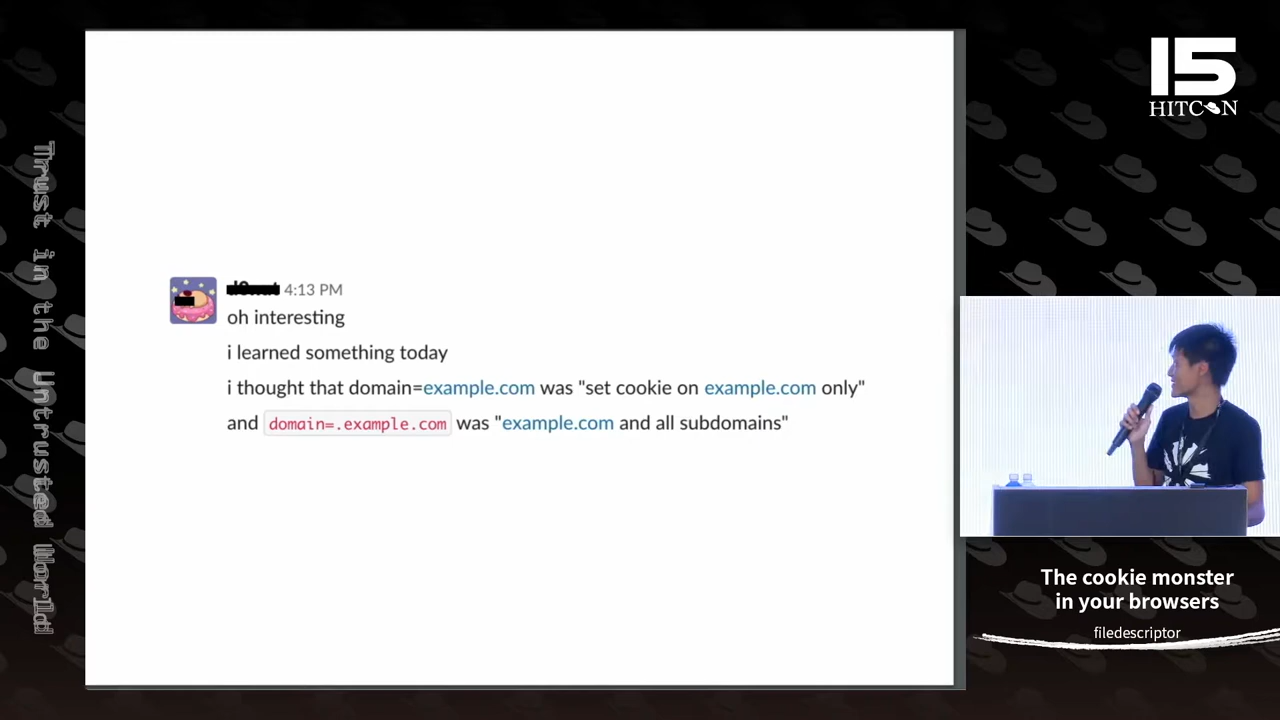 15
HITCON
Trust in the Untrusted World
4:13 PM
oh interesting
i learned something today
i thought that domain=example.com was "set cookie on example.com only"
and domain=.example.com was "example.com and all subdomains"
The cookie monster
in your browsers
filedescriptor